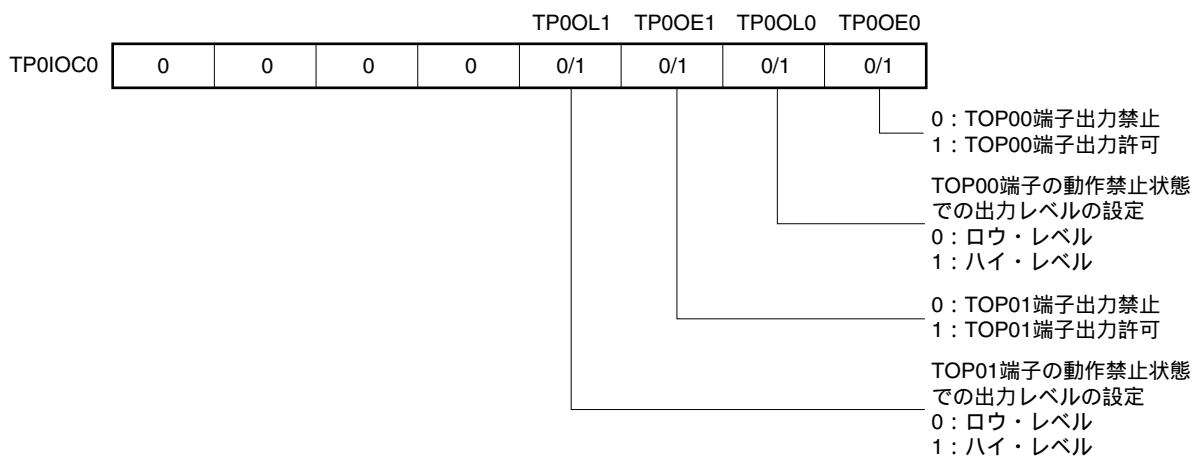 TP0OL1 TP0OE1 TP0OL0 TP0OE0
TP0IOC0 0 0 0 0 0/1 0/1 0/1 0/1
0：TOP00端子出力禁止
1：TOP00端子出力許可
TOP00端子の動作禁止状態
での出力レベルの設定
0：ロウ・レベル
1：ハイ・レベル
0：TOP01端子出力禁止
1：TOP01端子出力許可
TOP01端子の動作禁止状態
での出力レベルの設定
0：ロウ・レベル
1：ハイ・レベル